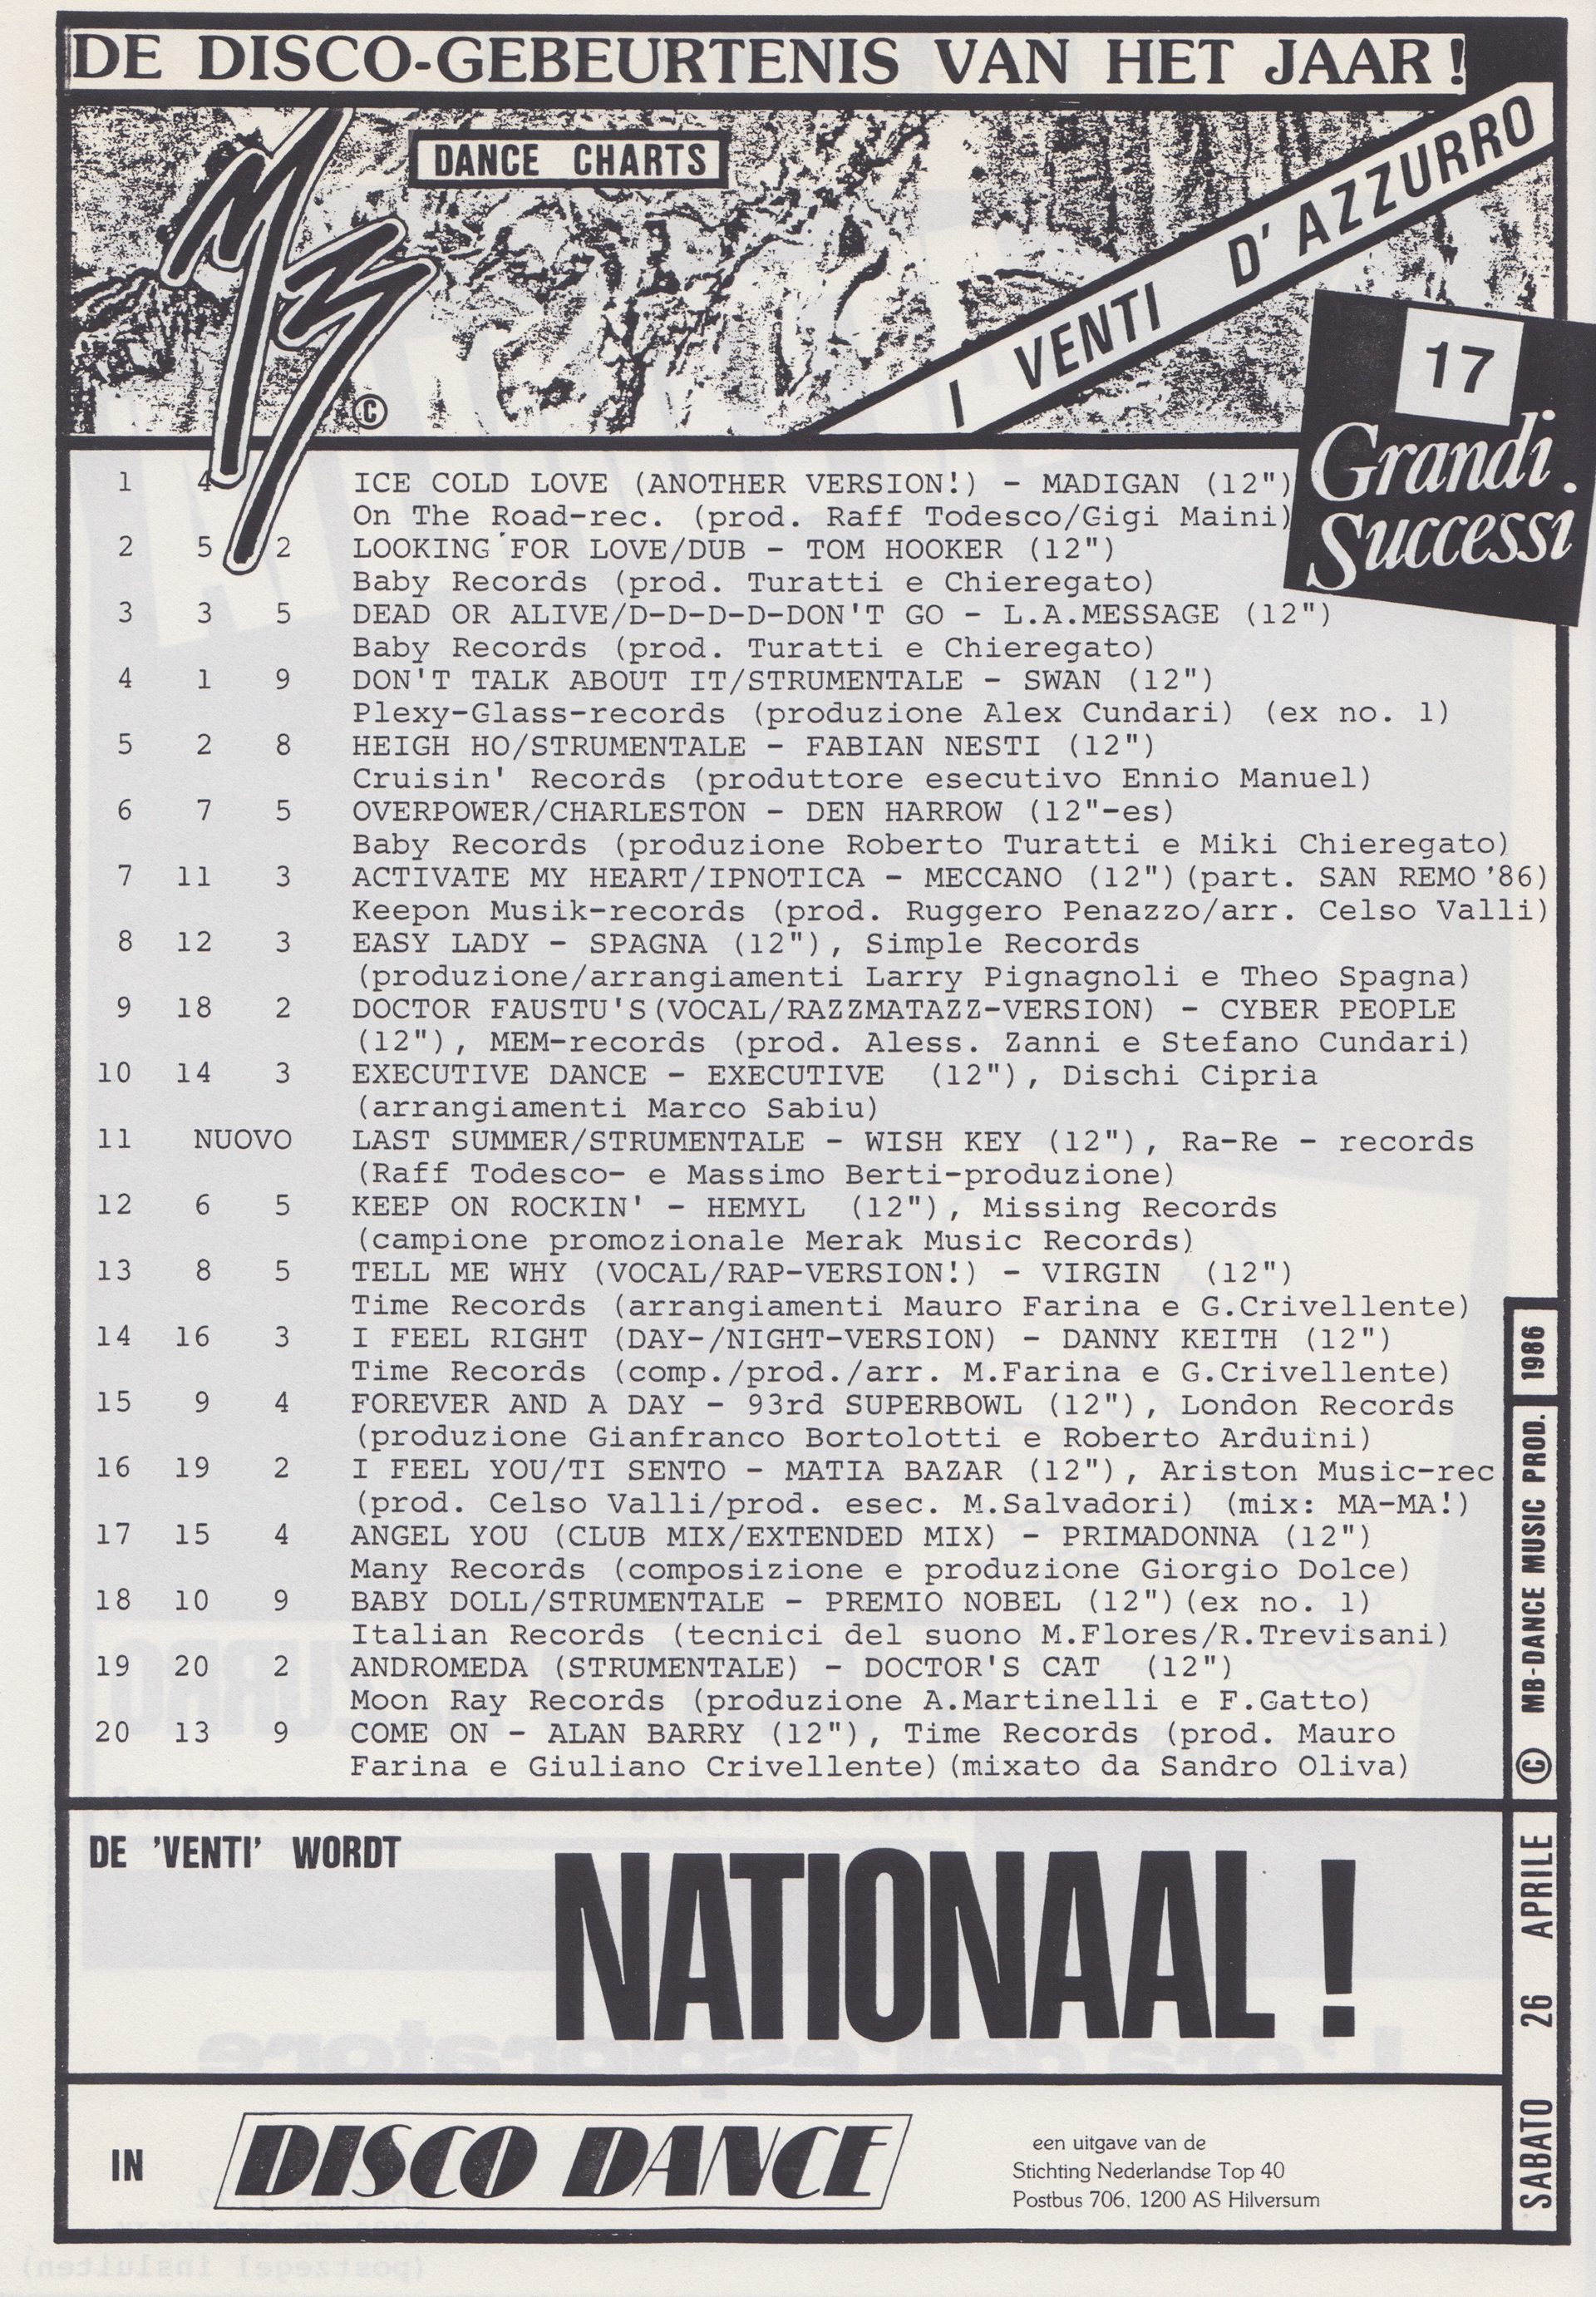 DE DISCO-GEBEURTENIS VAN HET JAAR!
M3
DANCE CHARTS
I VENTI D'AZZURRO
©
17
Grandi.
Successi
1 4 ICE COLD LOVE (ANOTHER VERSION!) - MADIGAN (12")
On The Road-rec. (prod. Raff Todesco/Gigi Maini)
2 5 2 LOOKING FOR LOVE/DUB - TOM HOOKER (12")
Baby Records (prod. Turatti e Chieregato)
3 3 5 DEAD OR ALIVE/D-D-D-D-DON'T GO - L.A.MESSAGE (12")
Baby Records (prod. Turatti e Chieregato)
4 1 9 DON'T TALK ABOUT IT/STRUMENTALE - SWAN (12")
Plexy-Glass-records (produzione Alex Cundari) (ex no. 1)
5 2 8 HEIGH HO/STRUMENTALE - FABIAN NESTI (12")
Cruisin' Records (produttore esecutivo Ennio Manuel)
6 7 5 OVERPOWER/CHARLESTON - DEN HARROW (12"-es)
Baby Records (produzione Roberto Turatti e Miki Chieregato)
7 11 3 ACTIVATE MY HEART/IPNOTICA - MECCANO (12")(part. SAN REMO '86)
Keepon Musik-records (prod. Ruggero Penazzo/arr. Celso Valli)
8 12 3 EASY LADY - SPAGNA (12"), Simple Records
(produzione/arrangiamenti Larry Pignagnoli e Theo Spagna)
9 18 2 DOCTOR FAUSTU'S(VOCAL/RAZZMATAZZ-VERSION) - CYBER PEOPLE
(12"), MEM-records (prod. Aless. Zanni e Stefano Cundari)
10 14 3 EXECUTIVE DANCE - EXECUTIVE (12"), Dischi Cipria
(arrangiamenti Marco Sabiu)
11 NUOVO LAST SUMMER/STRUMENTALE - WISH KEY (12"), Ra-Re - records
(Raff Todesco- e Massimo Berti-produzione)
12 6 5 KEEP ON ROCKIN' - HEMYL (12"), Missing Records
(campione promozionale Merak Music Records)
13 8 5 TELL ME WHY (VOCAL/RAP-VERSION!) - VIRGIN (12")
Time Records (arrangiamenti Mauro Farina e G.Crivellente)
14 16 3 I FEEL RIGHT (DAY-/NIGHT-VERSION) - DANNY KEITH (12")
Time Records (comp./prod./arr. M.Farina e G.Crivellente)
15 9 4 FOREVER AND A DAY - 93rd SUPERBOWL (12"), London Records
(produzione Gianfranco Bortolotti e Roberto Arduini)
16 19 2 I FEEL YOU/TI SENTO - MATIA BAZAR (12"), Ariston Music-rec
(prod. Celso Valli/prod. esec. M.Salvadori) (mix: MA-MA!)
17 15 4 ANGEL YOU (CLUB MIX/EXTENDED MIX) - PRIMADONNA (12")
Many Records (composizione e produzione Giorgio Dolce)
18 10 9 BABY DOLL/STRUMENTALE - PREMIO NOBEL (12")(ex no. 1)
Italian Records (tecnici del suono M.Flores/R.Trevisani)
19 20 2 ANDROMEDA (STRUMENTALE) - DOCTOR'S CAT (12")
Moon Ray Records (produzione A.Martinelli e F.Gatto)
20 13 9 COME ON - ALAN BARRY (12"), Time Records (prod. Mauro
Farina e Giuliano Crivellente)(mixato da Sandro Oliva)
© MB-DANCE MUSIC PROD. 1986
DE 'VENTI' WORDT
NATIONAAL !
SABATO 26 APRILE
IN
DISCO DANCE
een uitgave van de
Stichting Nederlandse Top 40
Postbus 706, 1200 AS Hilversum